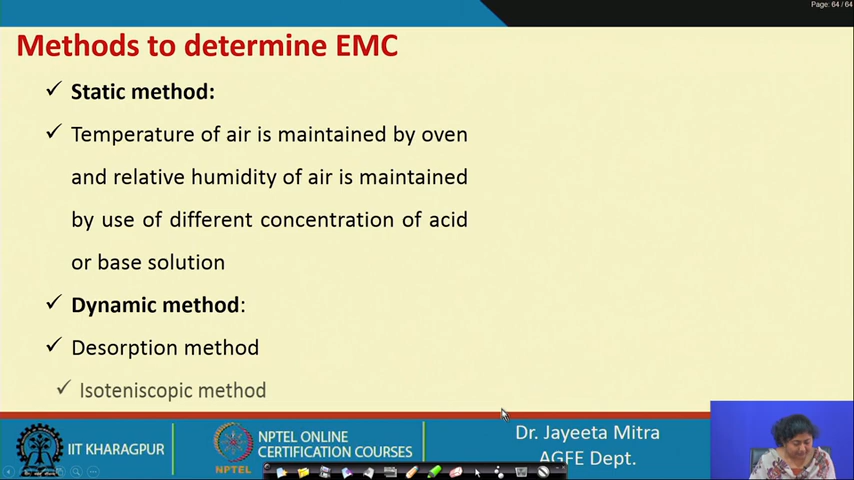 Page: 64 / 64
Methods to determine EMC
✓ Static method:
✓ Temperature of air is maintained by oven
and relative humidity of air is maintained
by use of different concentration of acid
or base solution
✓ Dynamic method:
✓ Desorption method
✓ Isoteniscopic method
IIT KHARAGPUR
NPTEL
NPTEL ONLINE
CERTIFICATION COURSES
Dr. Jayeeta Mitra
AGFE Dept.